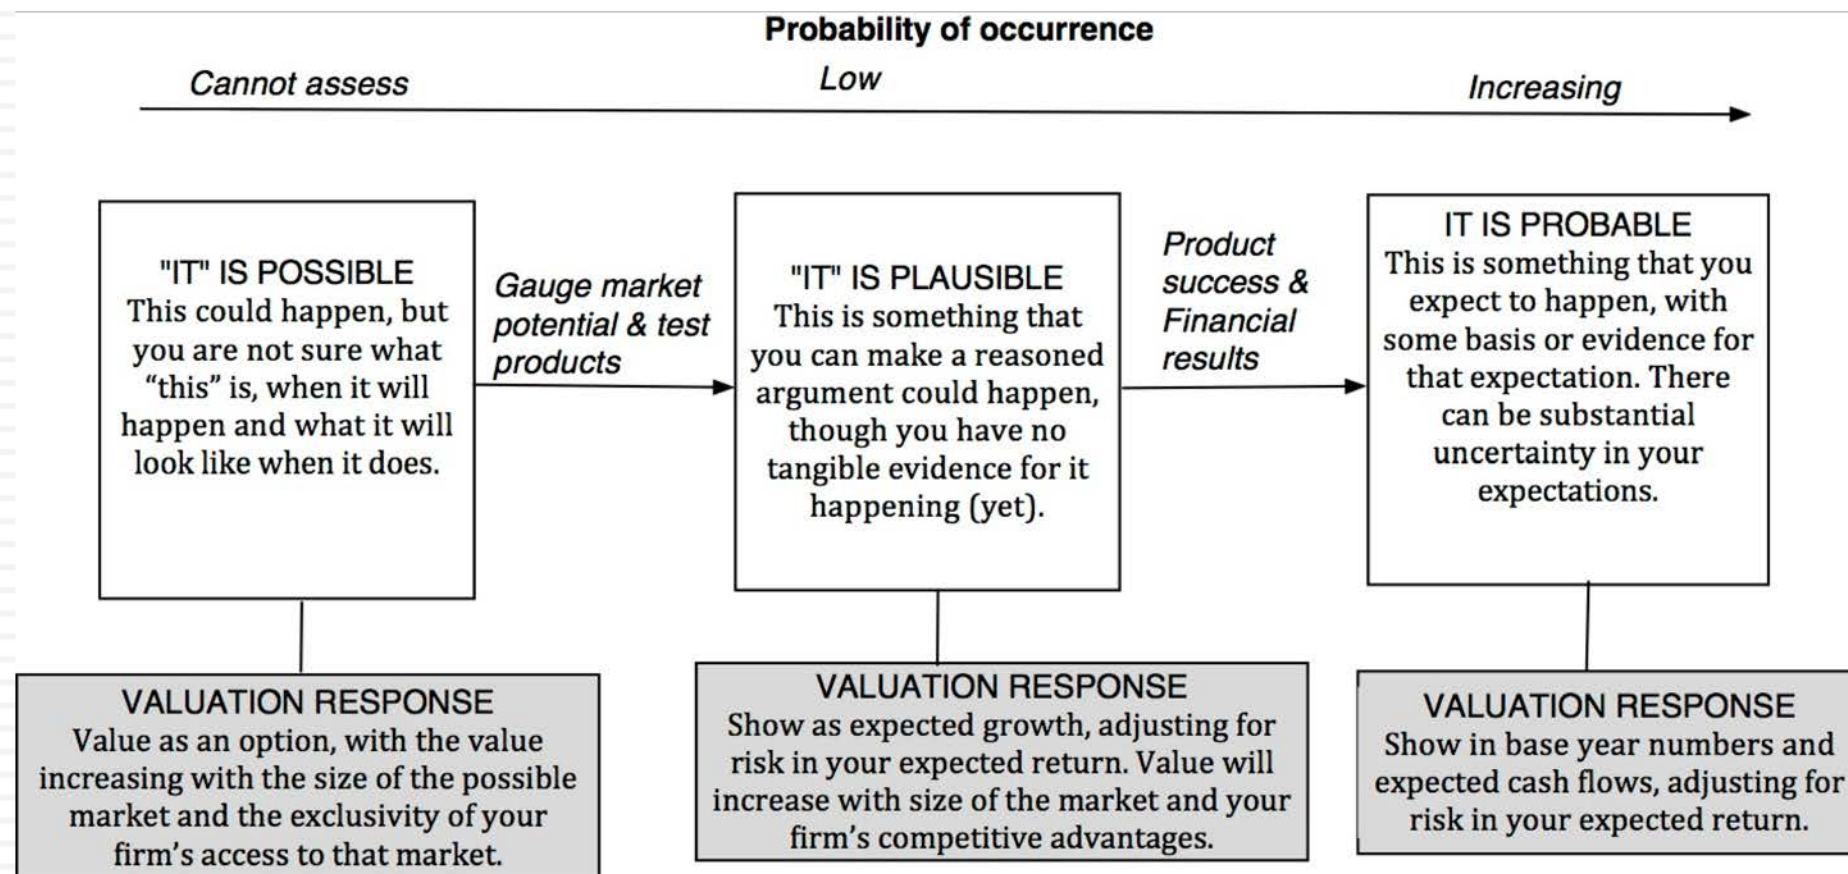 Probability of occurrence
Cannot assess
Low
Increasing
"IT" IS POSSIBLE
This could happen, but
you are not sure what
“this” is, when it will
happen and what it will
look like when it does.
Gauge market
potential & test
products
"IT" IS PLAUSIBLE
This is something that
you can make a reasoned
argument could happen,
though you have no
tangible evidence for it
happening (yet).
Product
success &
Financial
results
IT IS PROBABLE
This is something that you
expect to happen, with
some basis or evidence for
that expectation. There
can be substantial
uncertainty in your
expectations.
VALUATION RESPONSE
Value as an option, with the value
increasing with the size of the possible
market and the exclusivity of your
firm’s access to that market.
VALUATION RESPONSE
Show as expected growth, adjusting for
risk in your expected return. Value will
increase with size of the market and your
firm’s competitive advantages.
VALUATION RESPONSE
Show in base year numbers and
expected cash flows, adjusting for
risk in your expected return.